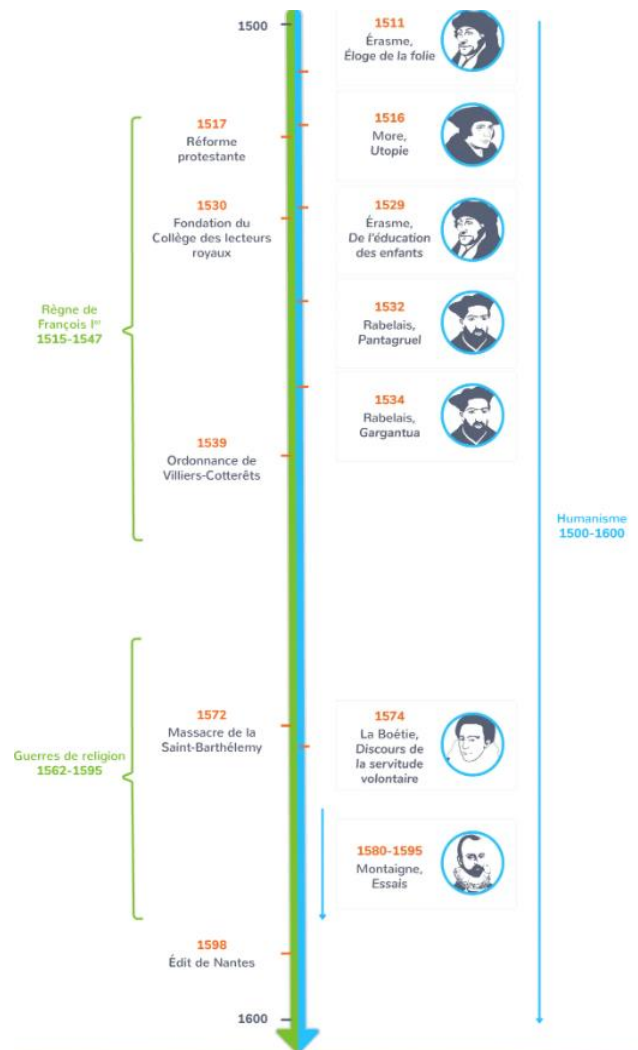 1500
1511
Érasme,
Éloge de la folie
1517
Réforme
protestante
1516
More,
Utopie
1530
Fondation du
Collège des lecteurs
royaux
1529
Érasme,
De l'éducation
des enfants
Règne de
François Iᵉʳ
1515-1547
1532
Rabelais,
Pantagruel
1534
Rabelais,
Gargantua
1539
Ordonnance de
Villiers-Cotterêts
Humanisme
1500-1600
1572
Massacre de la
Saint-Barthélemy
1574
La Boétie,
Discours de
la servitude
volontaire
Guerres de religion
1562-1595
1580-1595
Montaigne,
Essais
1598
Édit de Nantes
1600